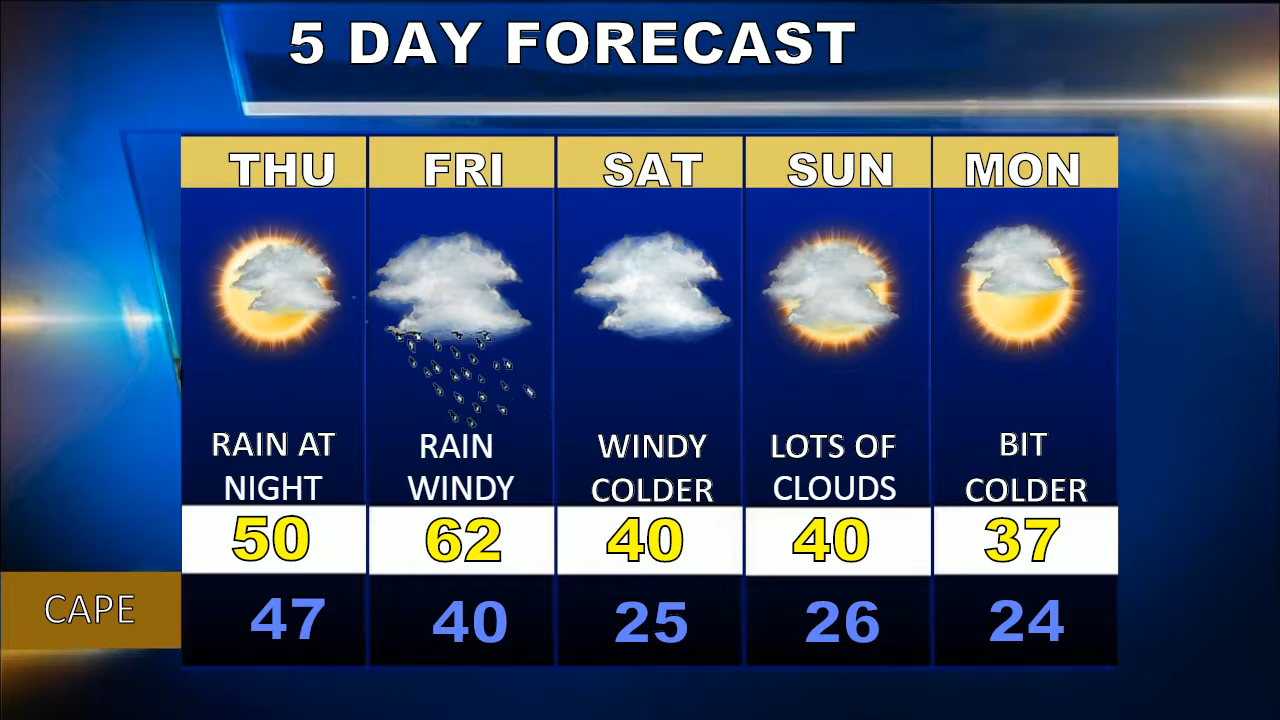 5 DAY FORECAST
THU FRI SAT SUN MON
RAIN AT
NIGHT
RAIN
WINDY
WINDY
COLDER
LOTS OF
CLOUDS
BIT
COLDER
50 62 40 40 37
CAPE 47 40 25 26 24